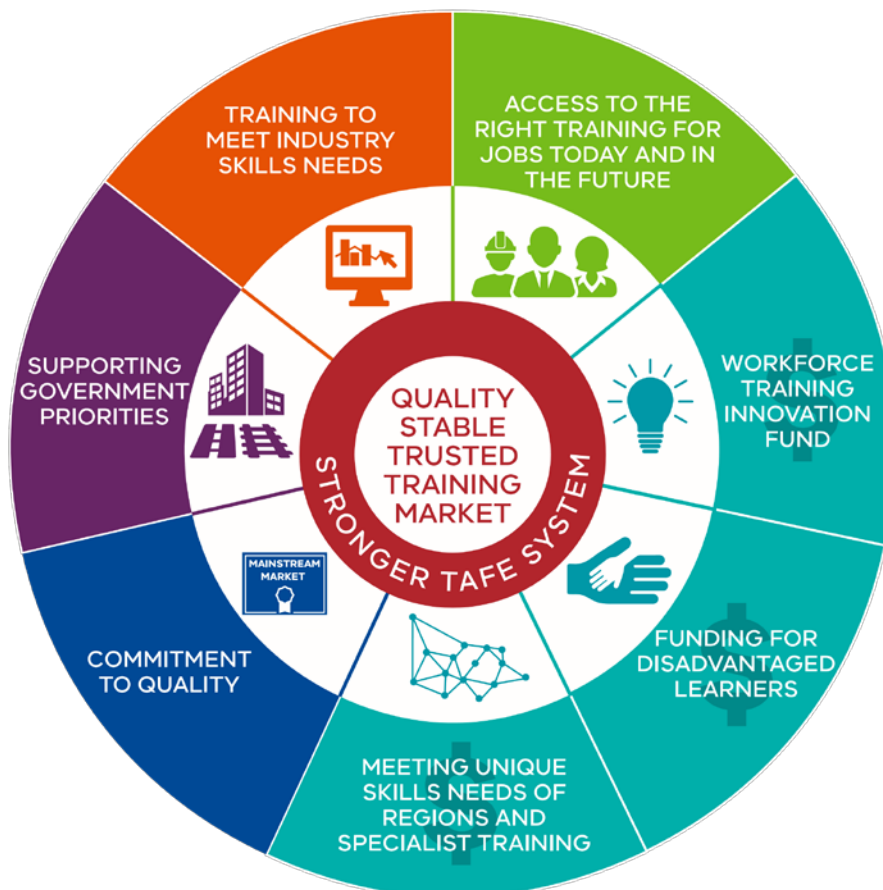 TRAINING TO
MEET INDUSTRY
SKILLS NEEDS
ACCESS TO THE
RIGHT TRAINING FOR
JOBS TODAY AND IN
THE FUTURE
WORKFORCE
TRAINING
INNOVATION
FUND
$
FUNDING FOR
DISADVANTAGED
LEARNERS
$
MEETING UNIQUE
SKILLS NEEDS OF
REGIONS AND
SPECIALIST TRAINING
$
COMMITMENT
TO QUALITY
MAINSTREAM
MARKET
SUPPORTING
GOVERNMENT
PRIORITIES
QUALITY
STABLE
TRUSTED
TRAINING
MARKET
STRONGER TAFE SYSTEM